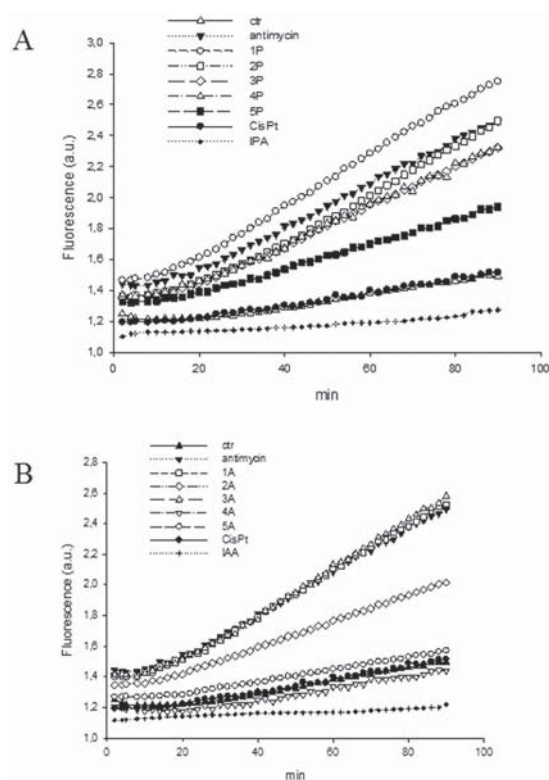 A
ctr
antimycin
1P
2P
3P
4P
5P
CisPt
IPA
3,0
2,8
2,6
2,4
2,2
2,0
1,8
1,6
1,4
1,2
1,0
Fluorescence (a.u.)
0 20 40 60 80 100
min
B
ctr
antimycin
1A
2A
3A
4A
5A
CisPt
IAA
2,8
2,6
2,4
2,2
2,0
1,8
1,6
1,4
1,2
1,0
Fluorescence (a.u.)
0 20 40 60 80 100
min